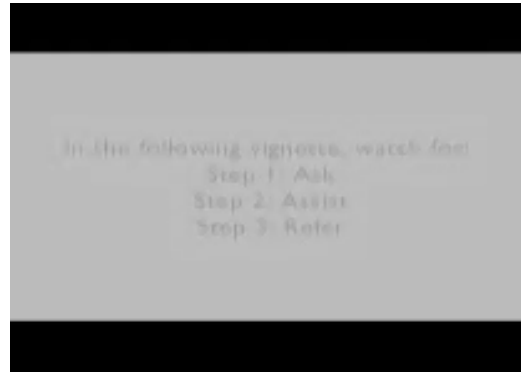 In the following vignette, watch for:
Step 1: Ask
Step 2: Assist
Step 3: Refer